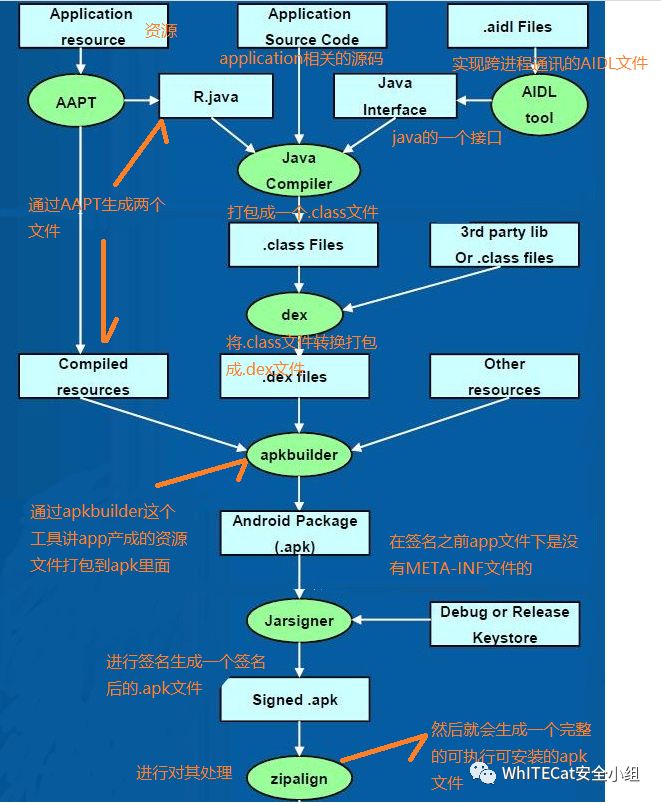 Application
resource
资源
Application
Source Code
application相关的源码
.aidl Files
实现跨进程通讯的AIDL文件
AAPT
R.java
Java
Interface
AIDL
tool
java的一个接口
Java
Compiler
通过AAPT生成两个
文件
打包成一个.class文件
.class Files
3rd party lib
Or .class files
dex
将.class文件转换打包
成.dex文件
.dex files
Compiled
resources
Other
resources
apkbuilder
通过apkbuilder这个
工具讲app产成的资源
文件打包到apk里面
Android Package
(.apk)
在签名之前app文件下是没
有META-INF文件的
Jarsigner
Debug or Release
Keystore
进行签名生成一个签名
后的.apk文件
Signed .apk
然后就会生成一个完整
的可执行可安装的apk
文件
进行对其处理
zipalign
WhITECat安全小组